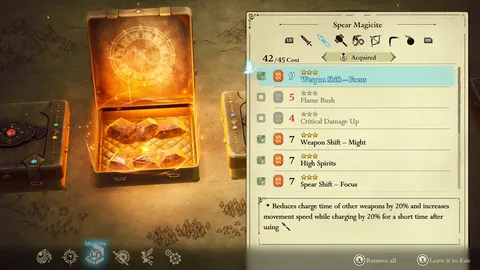 Spear Magicite
42/45 Cost
Acquired
9 Weapon Shift – Focus
5 Flame Rush
4 Critical Damage Up
7 Weapon Shift – Might
7 High Spirits
7 Spear Shift – Focus
• Reduces charge time of other weapons by 20% and increases
movement speed while charging by 20% for a short time after
using
Magicite
Remove all
Leave it to Faie